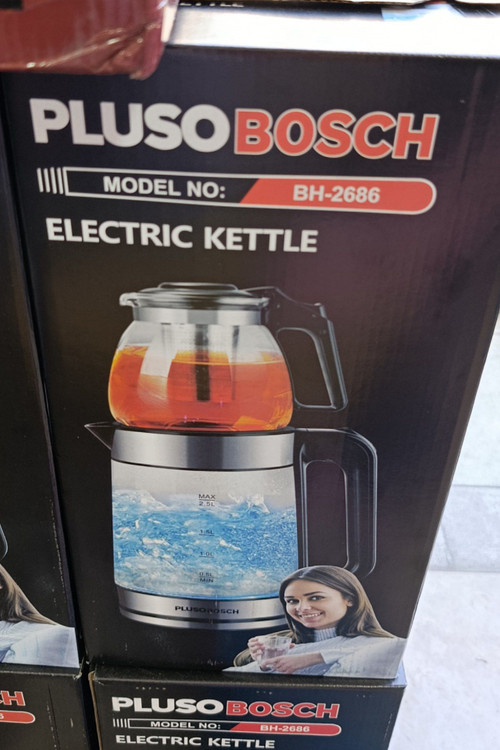 PLUSOBOSCH
MODEL NO: BH-2686
ELECTRIC KETTLE
MAX
2.5L
1.5L
1.0L
0.5L
MIN
PLUSOBOSCH
PLUSOBOSCH
MODEL NO: BH-2686
ELECTRIC KETTLE